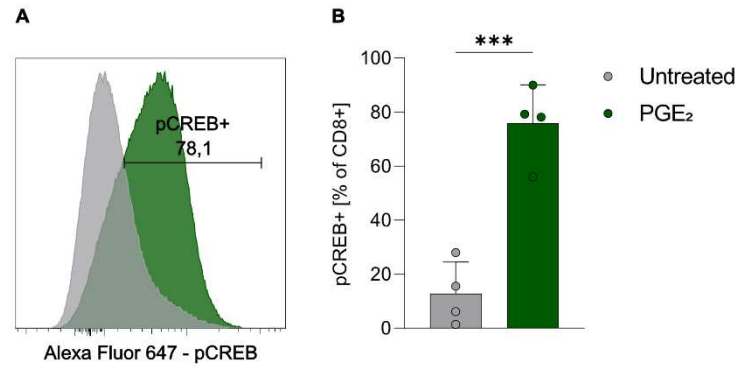 A
pCREB+
78,1
Alexa Fluor 647 - pCREB
B
***
100
80
60
40
20
0
pCREB+ [% of CD8+]
Untreated
PGE₂